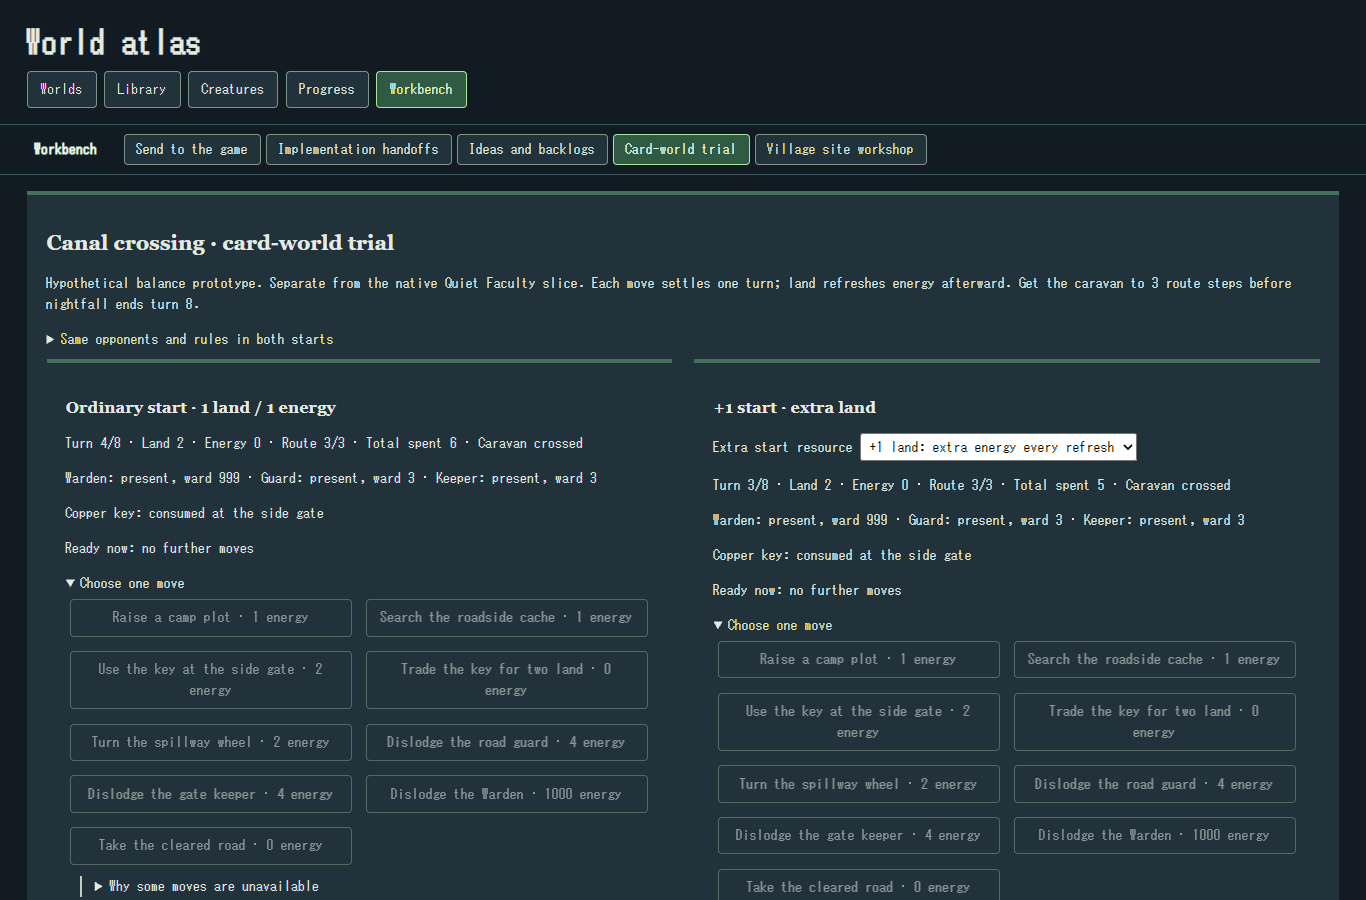 World atlas
Worlds
Library
Creatures
Progress
Workbench
Workbench
Send to the game
Implementation handoffs
Ideas and backlogs
Card-world trial
Village site workshop
Canal crossing · card-world trial
Hypothetical balance prototype. Separate from the native Quiet Faculty slice. Each move settles one turn; land refreshes energy afterward. Get the caravan to 3 route steps before
nightfall ends turn 8.
▶ Same opponents and rules in both starts
Ordinary start · 1 land / 1 energy
Turn 4/8 · Land 2 · Energy 0 · Route 3/3 · Total spent 6 · Caravan crossed
Warden: present, ward 999 · Guard: present, ward 3 · Keeper: present, ward 3
Copper key: consumed at the side gate
Ready now: no further moves
▼ Choose one move
Raise a camp plot · 1 energy
Search the roadside cache · 1 energy
Use the key at the side gate · 2
energy
Trade the key for two land · 0
energy
Turn the spillway wheel · 2 energy
Dislodge the road guard · 4 energy
Dislodge the gate keeper · 4 energy
Dislodge the Warden · 1000 energy
Take the cleared road · 0 energy
▶ Why some moves are unavailable
+1 start · extra land
Extra start resource
+1 land: extra energy every refresh
Turn 3/8 · Land 2 · Energy 0 · Route 3/3 · Total spent 5 · Caravan crossed
Warden: present, ward 999 · Guard: present, ward 3 · Keeper: present, ward 3
Copper key: consumed at the side gate
Ready now: no further moves
▼ Choose one move
Raise a camp plot · 1 energy
Search the roadside cache · 1 energy
Use the key at the side gate · 2
energy
Trade the key for two land · 0
energy
Turn the spillway wheel · 2 energy
Dislodge the road guard · 4 energy
Dislodge the gate keeper · 4 energy
Dislodge the Warden · 1000 energy
Take the cleared road · 0 energy